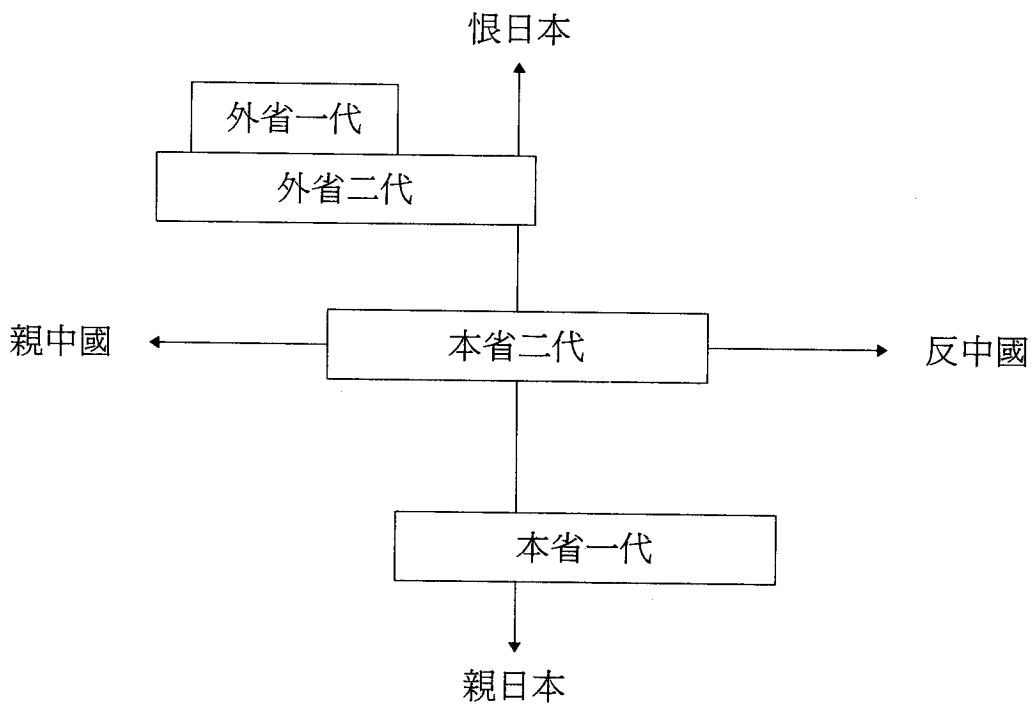 恨日本
外省一代
外省二代
親中國
本省二代
反中國
本省一代
親日本